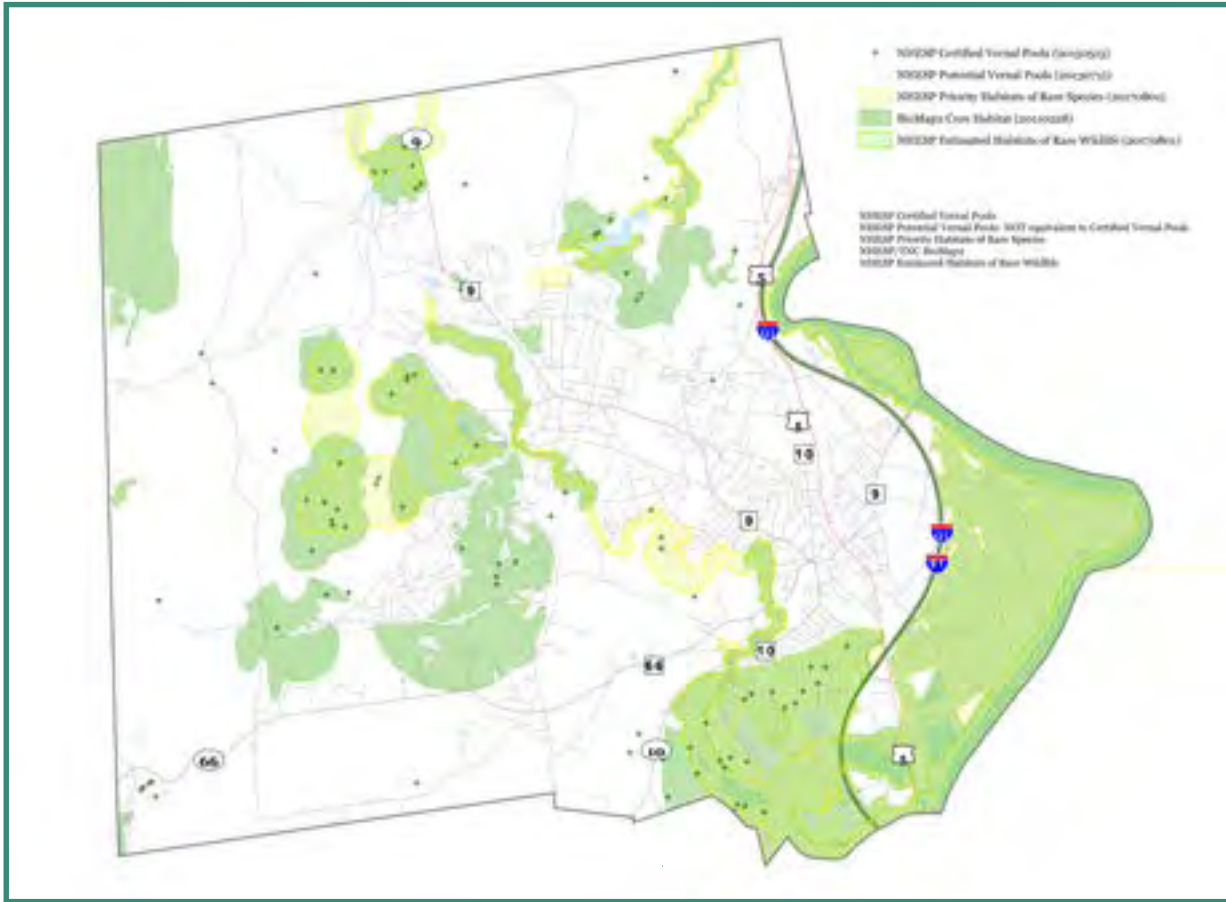 NHESP Certified Vernal Pools
NHESP Potential Vernal Pools
NHESP Priority Habitats of Rare Species
BioMap2 Core Habitat
NHESP Estimated Habitats of Rare Wildlife
NHESP Certified Vernal Pools
NHESP Potential Vernal Pools: NOT equivalent to Certified Vernal Pools
NHESP Priority Habitats of Rare Species
NHESP/TNC BioMap2
NHESP Estimated Habitats of Rare Wildlife
9
5
9
91
5
10
9
9
91
10
66
10
5
66